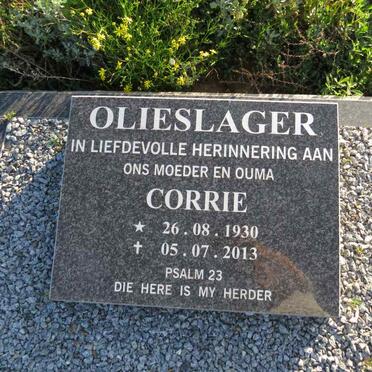 OLIESLAGER
IN LIEFDEVOLLE HERINNERING AAN
ONS MOEDER EN OUMA
CORRIE
★ 26.08.1930
✝ 05.07.2013
PSALM 23
DIE HERE IS MY HERDER